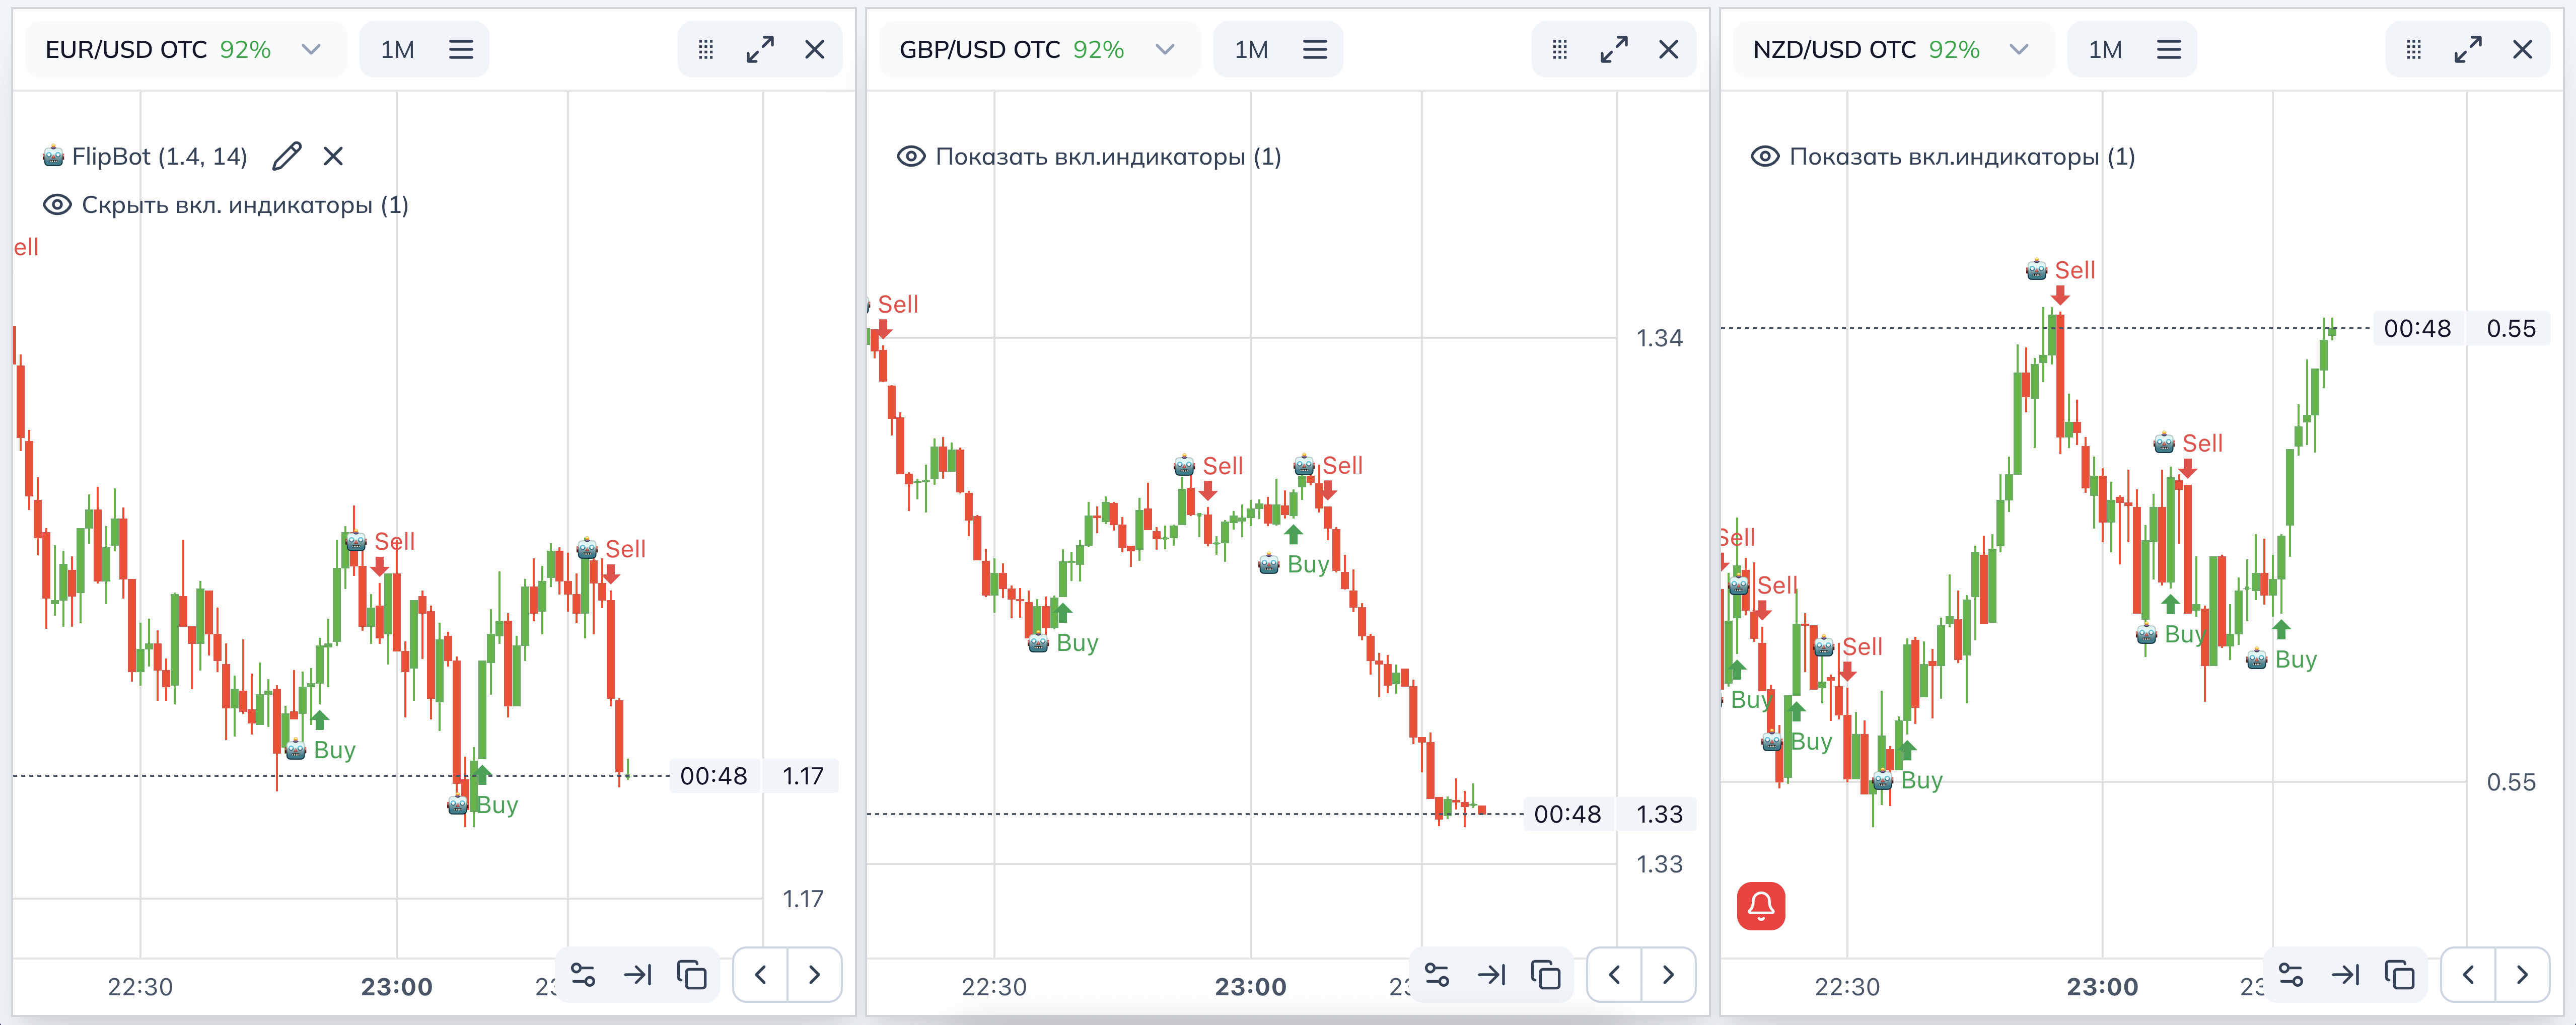 EUR/USD OTC 92%
1M
FlipBot (1.4, 14)
Скрыть вкл. индикаторы (1)
ell
Sell
Sell
Buy
00:48 1.17
Buy
1.17
22:30 23:00
GBP/USD OTC 92%
1M
Показать вкл.индикаторы (1)
Sell
1.34
Sell
Sell
Buy
Buy
00:48 1.33
1.33
22:30 23:00
NZD/USD OTC 92%
1M
Показать вкл.индикаторы (1)
Sell
00:48 0.55
Sell
Sell
Sell
Sell
Buy
Buy
Buy
Buy
Buy
0.55
22:30 23:00